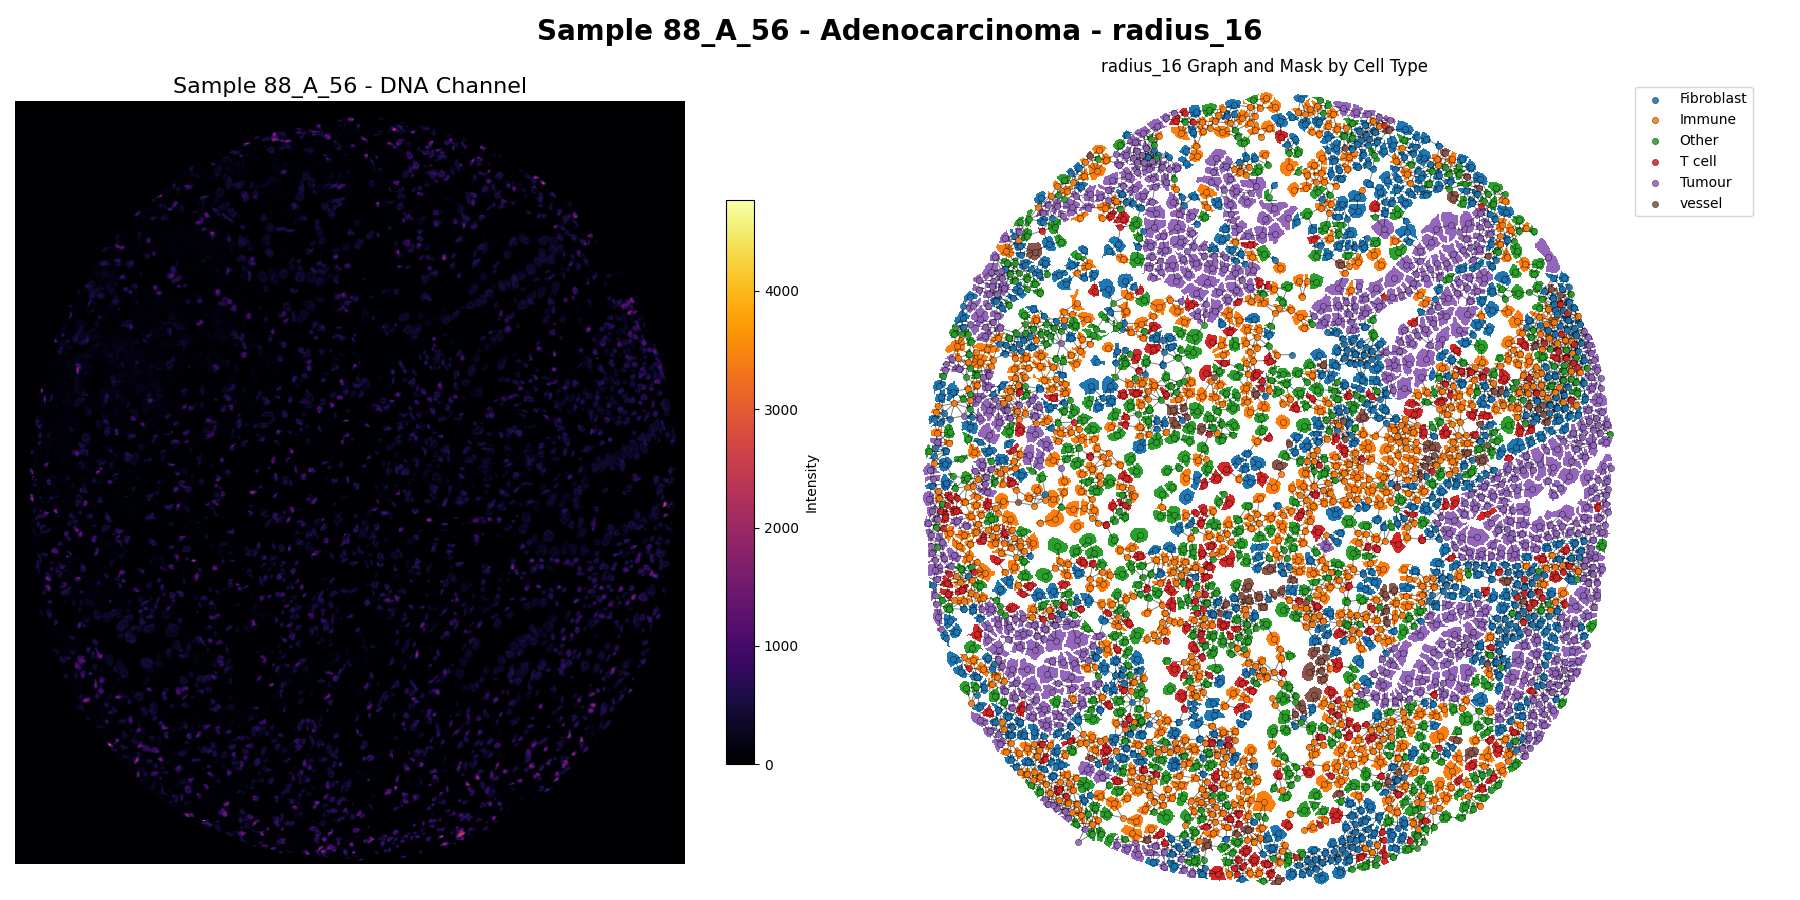 Sample 88_A_56 - Adenocarcinoma - radius_16
Sample 88_A_56 - DNA Channel
4000
3000
2000
1000
0
Intensity
radius_16 Graph and Mask by Cell Type
Fibroblast
Immune
Other
T cell
Tumour
vessel